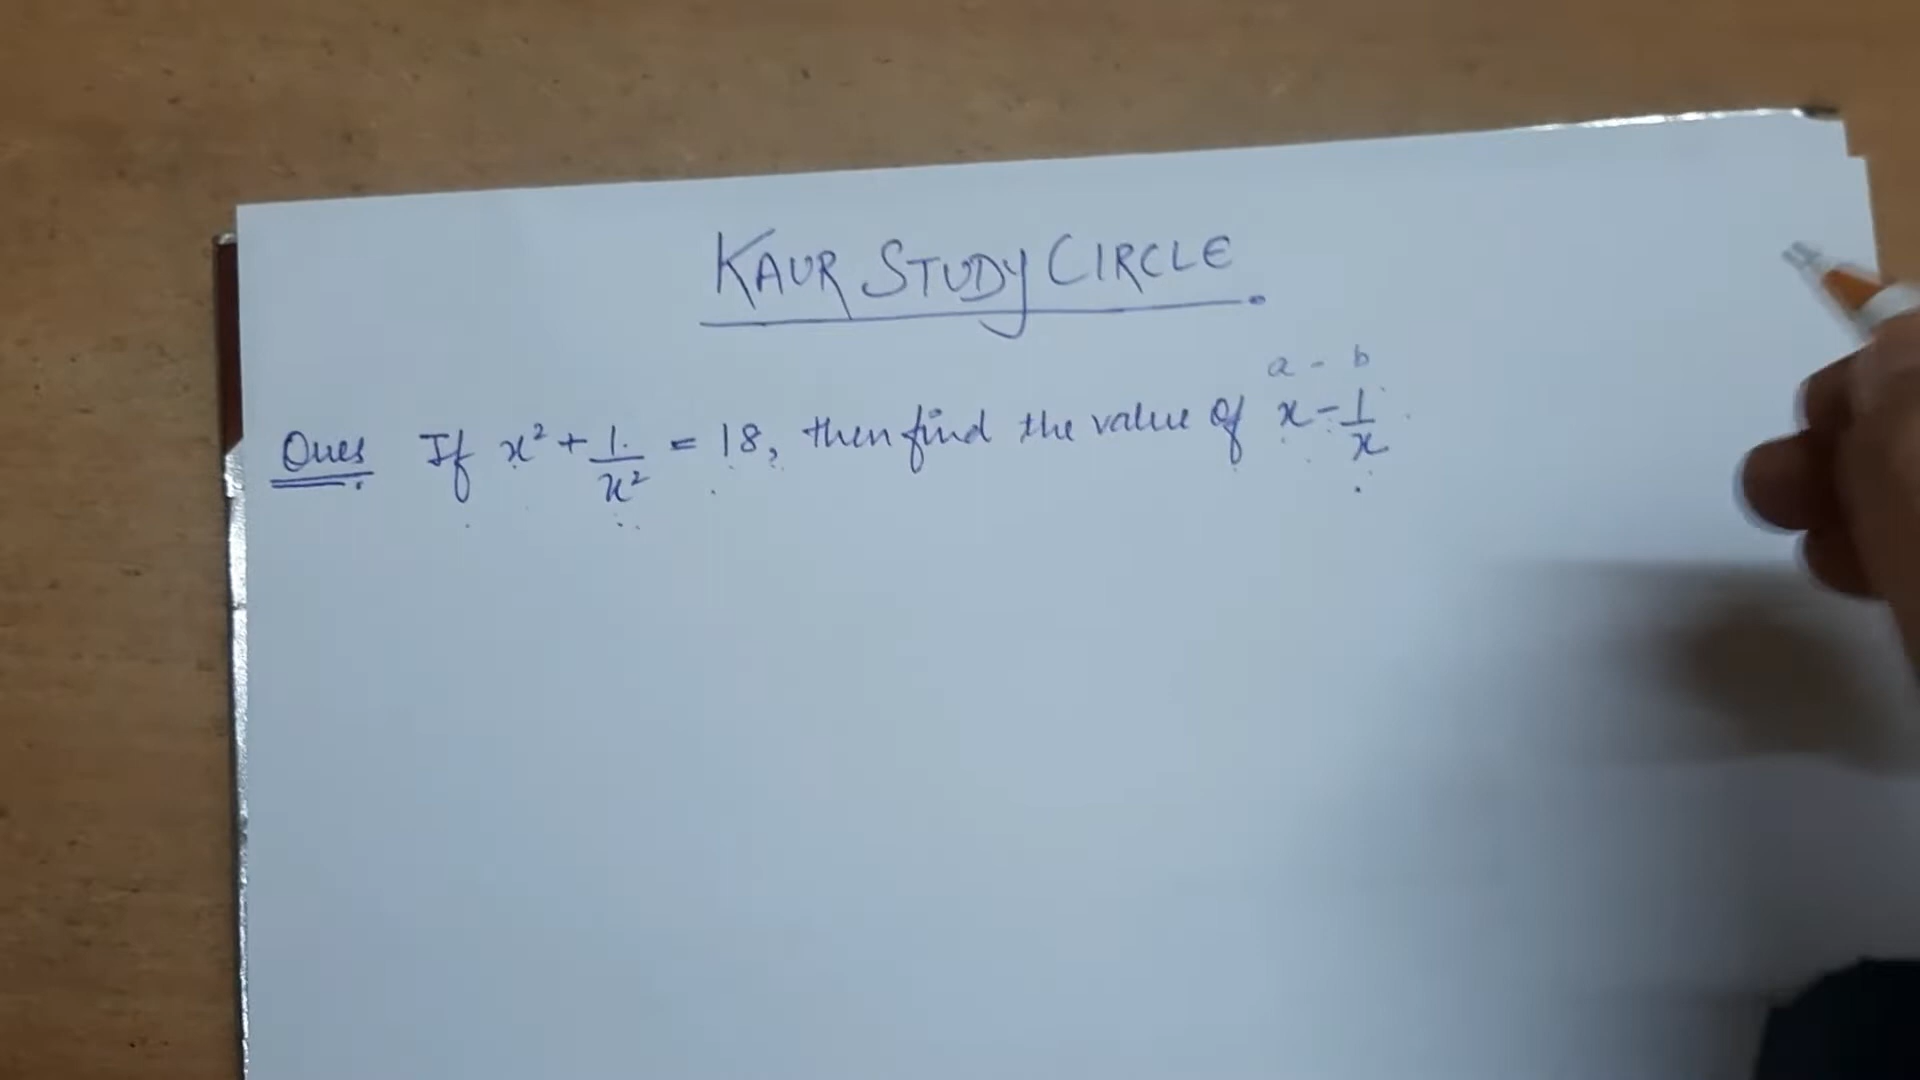 KAUR STUDY CIRCLE.
a - b
Ques. If x² + 1/x² = 18, then find the value of x - 1/x